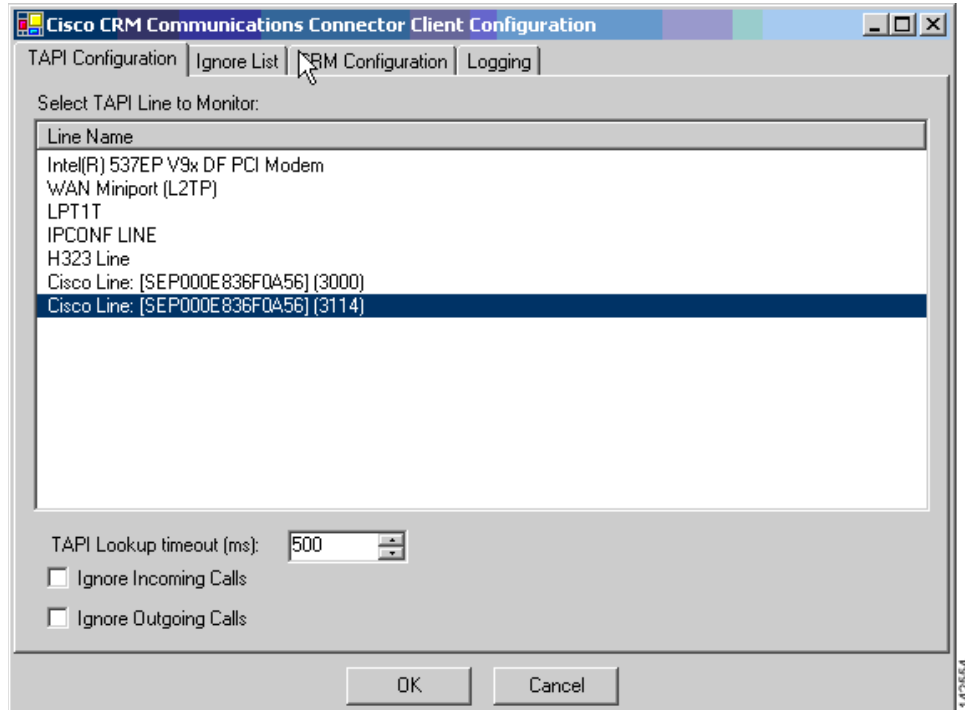 Cisco CRM Communications Connector Client Configuration
TAPI Configuration Ignore List CRM Configuration Logging
Select TAPI Line to Monitor:
Line Name
Intel(R) 537EP V9x DF PCI Modem
WAN Miniport (L2TP)
LPT1T
IPCONF LINE
H323 Line
Cisco Line: [SEP000E836F0A56] (3000)
Cisco Line: [SEP000E836F0A56] (3114)
TAPI Lookup timeout (ms): 500
Ignore Incoming Calls
Ignore Outgoing Calls
OK Cancel